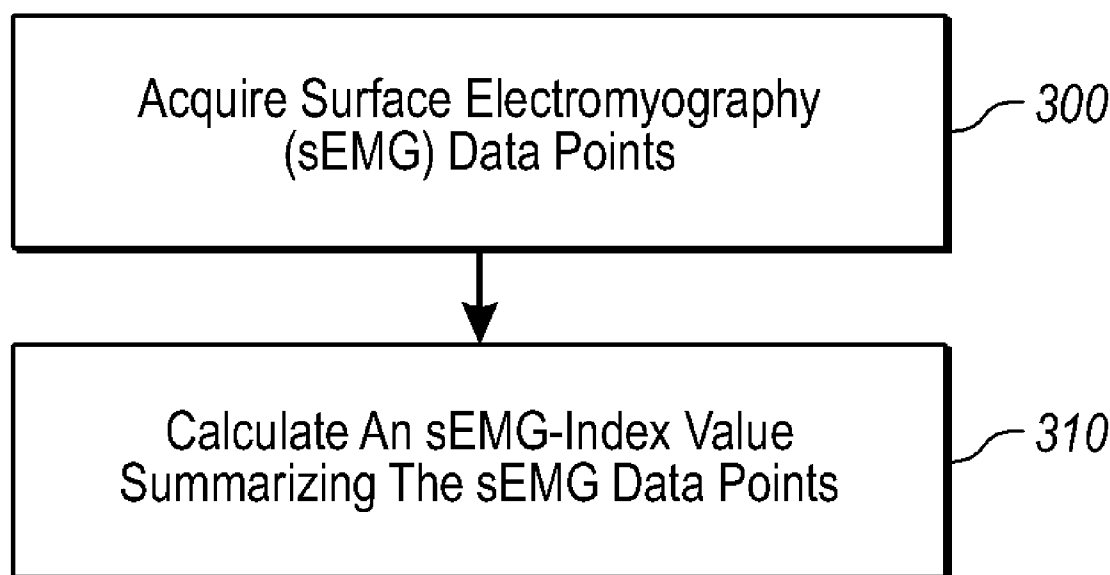 Acquire Surface Electromyography
(sEMG) Data Points
300
Calculate An sEMG-Index Value
Summarizing The sEMG Data Points
310